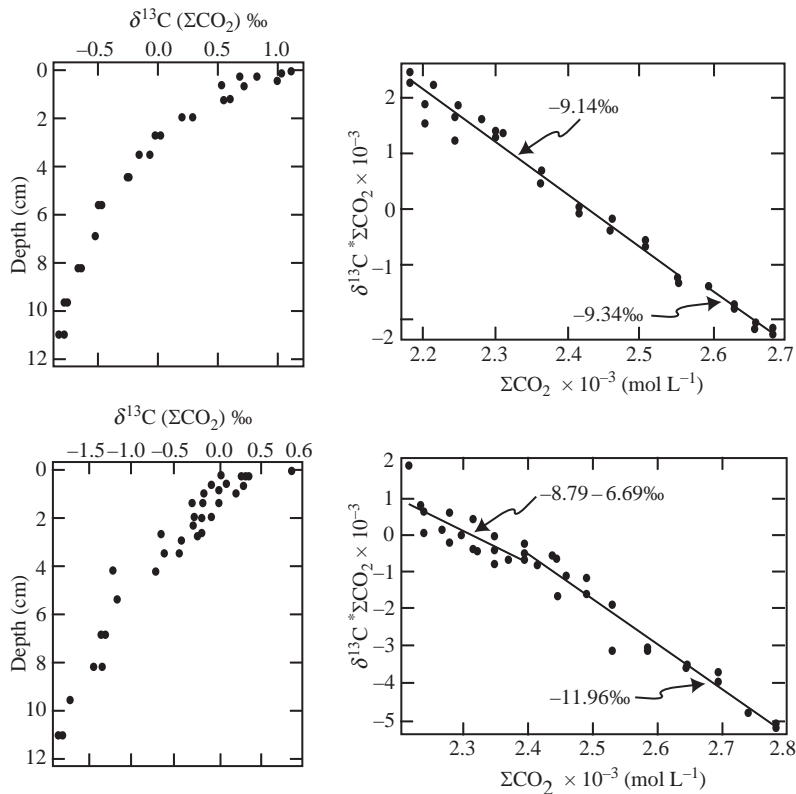 δ¹³C (ΣCO₂) ‰
−0.5 0.0 0.5 1.0
0
2
4
6
8
10
12
Depth (cm)
2
1
0
−1
−2
δ¹³C *ΣCO₂ × 10⁻³
−9.14‰
−9.34‰
2.2 2.3 2.4 2.5 2.6 2.7
ΣCO₂ × 10⁻³ (mol L⁻¹)
δ¹³C (ΣCO₂) ‰
−1.5 −1.0 −0.5 0.0 0.5 0.6
0
2
4
6
8
10
12
Depth (cm)
2
1
0
−1
−3
−4
−5
δ¹³C *ΣCO₂ × 10⁻³
−8.79 – 6.69‰
−11.96‰
2.3 2.4 2.5 2.6 2.7 2.8
ΣCO₂ × 10⁻³ (mol L⁻¹)